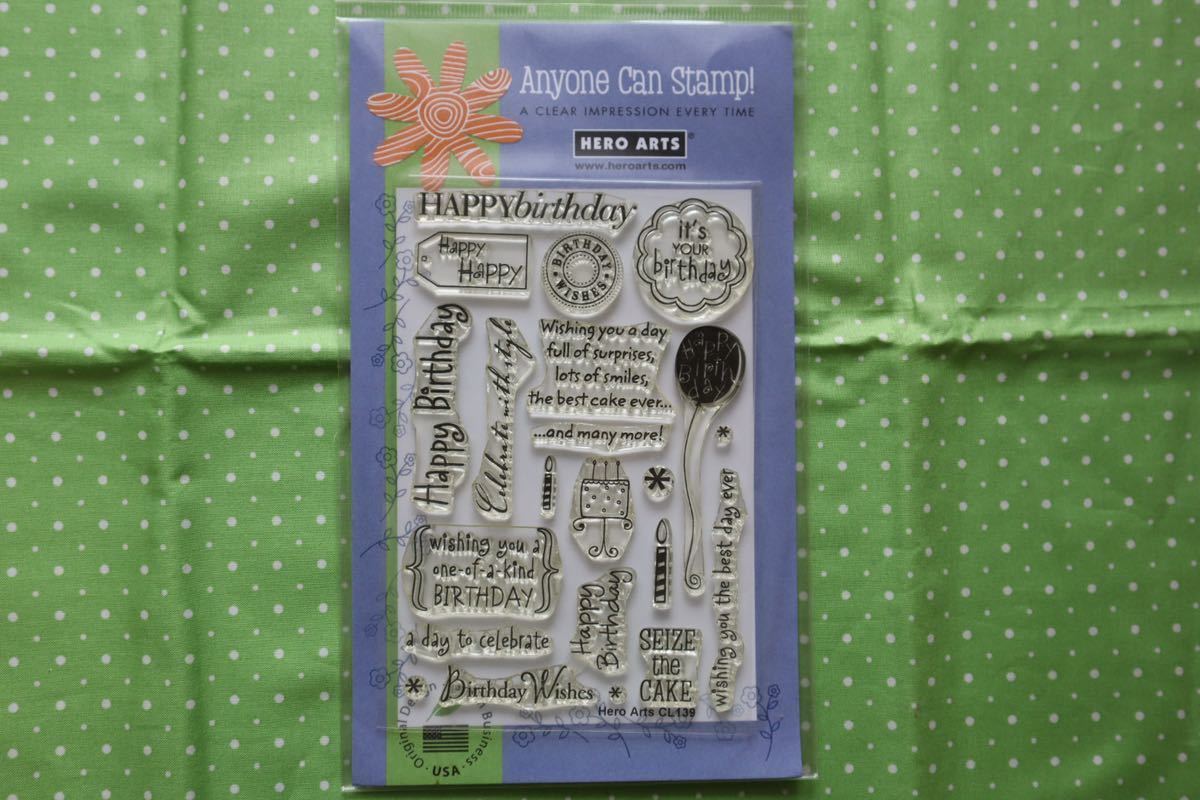 Anyone Can Stamp!
A CLEAR IMPRESSION EVERY TIME
HERO ARTS®
www.heroarts.com
HAPPYbirthday
Happy
Happy
BIRTHDAY
WISHES
it's
YOUR
birthday
Happy Birthday
Celebrate with style
Wishing you a day
full of surprises,
lots of smiles,
the best cake ever...
...and many more!
Happy
Birthday
wishing you a
one-of-a-kind
BIRTHDAY
a day to celebrate
Happy
Birthday
SEIZE
the
CAKE
wishing you the best day ever
Birthday Wishes
Hero Arts CL139
Original
Business
USA